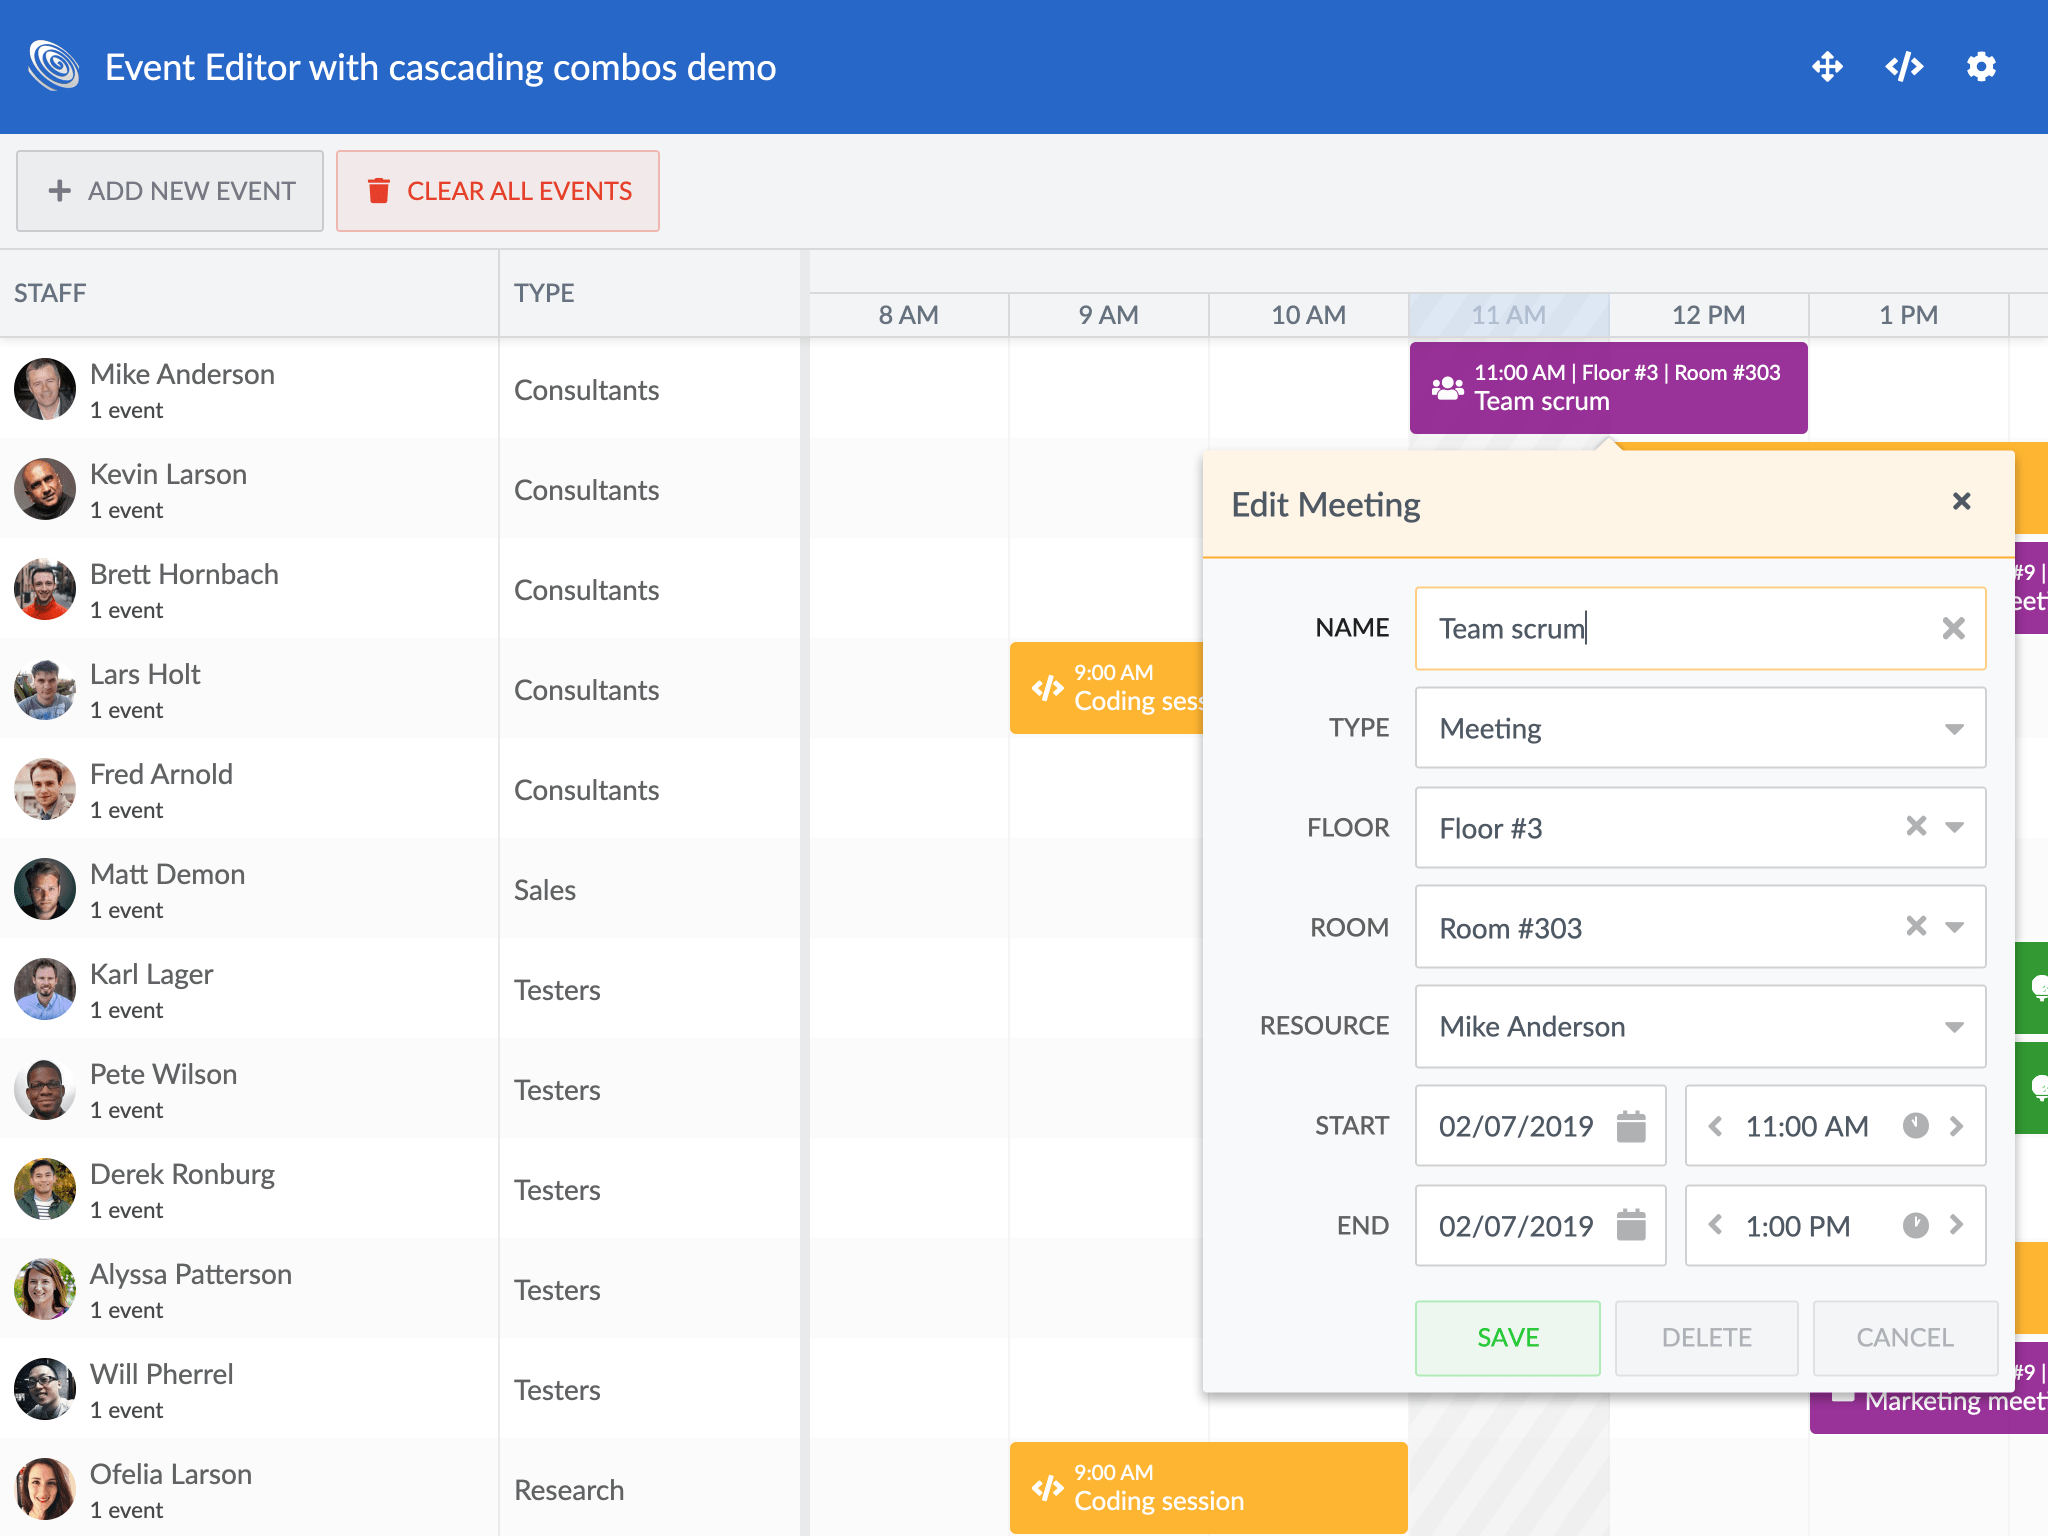 Event Editor with cascading combos demo
ADD NEW EVENT
CLEAR ALL EVENTS
STAFF
TYPE
8 AM
9 AM
10 AM
11 AM
12 PM
1 PM
Mike Anderson
1 event
Consultants
11:00 AM | Floor #3 | Room #303
Team scrum
Kevin Larson
1 event
Consultants
Brett Hornbach
1 event
Consultants
#9 |
Lars Holt
1 event
Consultants
9:00 AM
Coding
Fred Arnold
1 event
Consultants
Matt Demon
1 event
Sales
Karl Lager
1 event
Testers
Pete Wilson
1 event
Testers
Derek Ronburg
1 event
Testers
Alyssa Patterson
1 event
Testers
Will Pherrel
1 event
Testers
#9 |
Marketing
Ofelia Larson
1 event
Research
9:00 AM
Coding session
Edit Meeting
NAME
Team scrum
TYPE
Meeting
FLOOR
Floor #3
ROOM
Room #303
RESOURCE
Mike Anderson
START
02/07/2019
11:00 AM
END
02/07/2019
1:00 PM
SAVE
DELETE
CANCEL